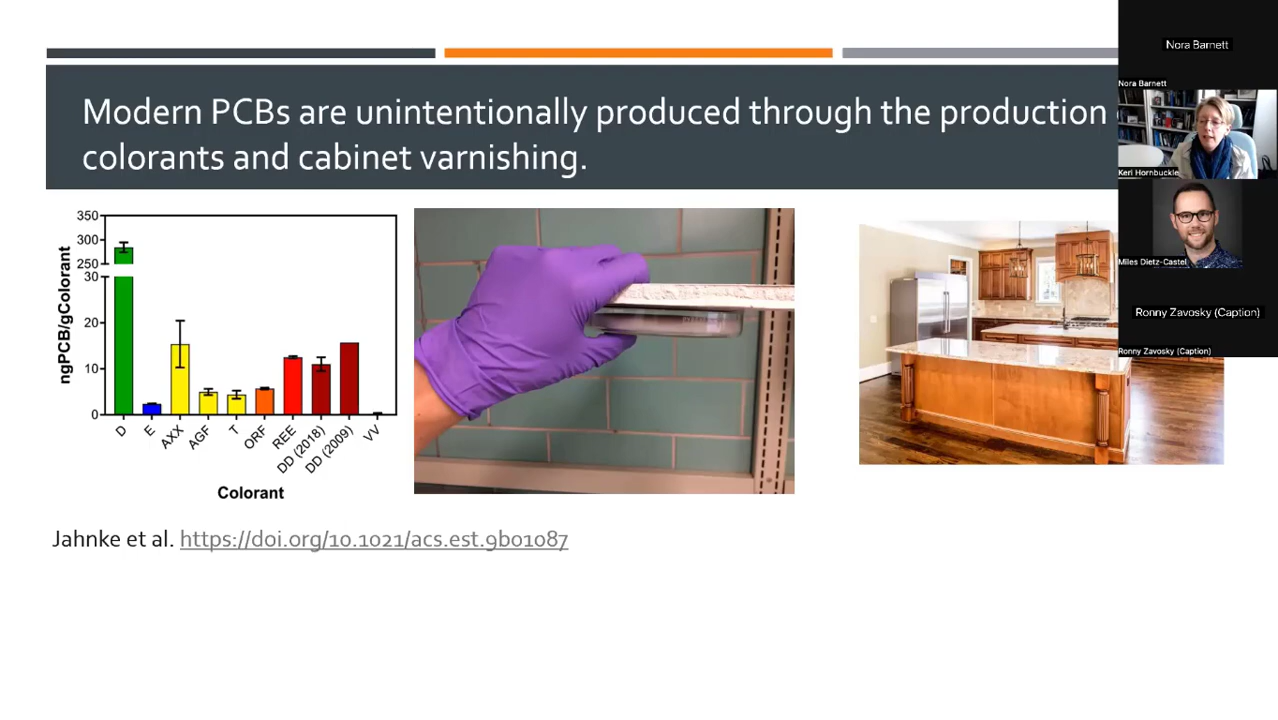 Modern PCBs are unintentionally produced through the production
colorants and cabinet varnishing.
350
300
250
30
20
10
0
ngPCB/gColorant
D
E
AXX
AGF
T
ORF
REE
DD (2018)
DD (2009)
VV
Colorant
Jahnke et al. https://doi.org/10.1021/acs.est.9b01087
Nora Barnett
Nora Barnett
Keri Hornbuckle
Miles Dietz-Castel
Ronny Zavosky (Caption)
Ronny Zavosky (Caption)